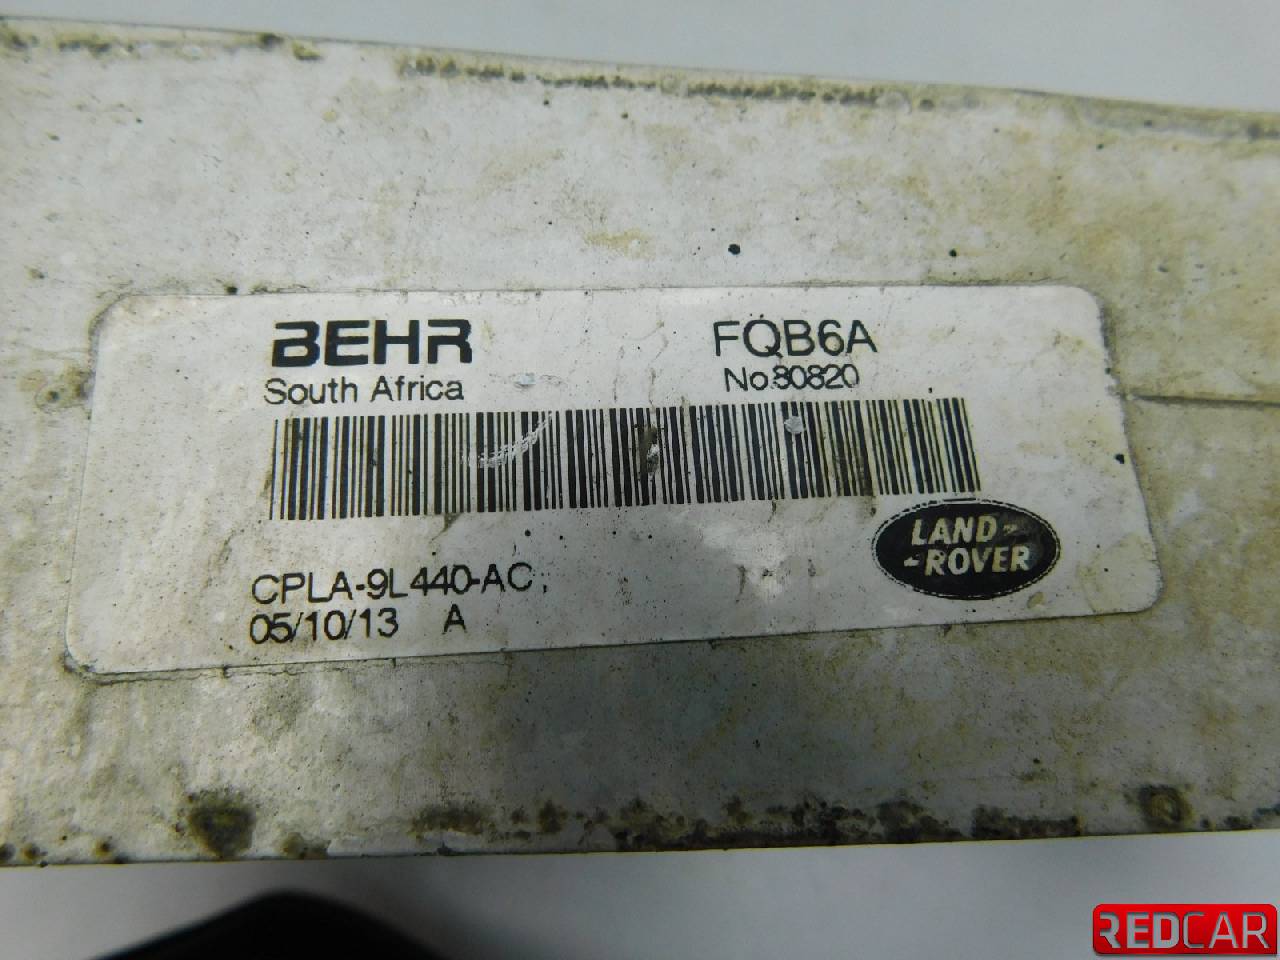 BEHR
South Africa
FQB6A
No 80820
CPLA-9L440-AC
05/10/13 A
LAND-
-ROVER
REDCAR